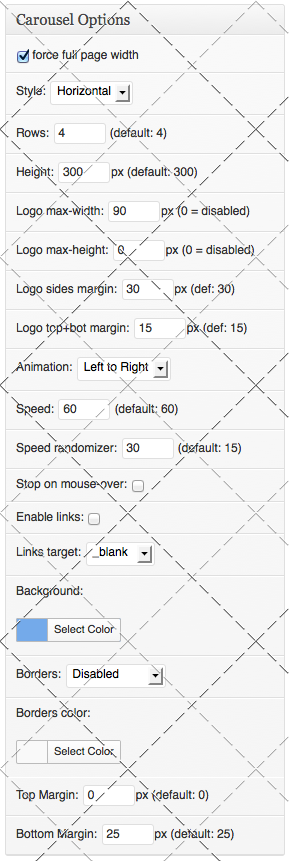 Carousel Options
force full page width
Style: Horizontal
Rows: 4 (default: 4)
Height: 300 px (default: 300)
Logo max-width: 90 px (0 = disabled)
Logo max-height: 0 px (0 = disabled)
Logo sides margin: 30 px (def: 30)
Logo top+bot margin: 15 px (def: 15)
Animation: Left to Right
Speed: 60 (default: 60)
Speed randomizer: 30 (default: 15)
Stop on mouse over:
Enable links:
Links target: _blank
Background:
Select Color
Borders: Disabled
Borders color:
Select Color
Top Margin: 0 px (default: 0)
Bottom Margin: 25 px (default: 25)